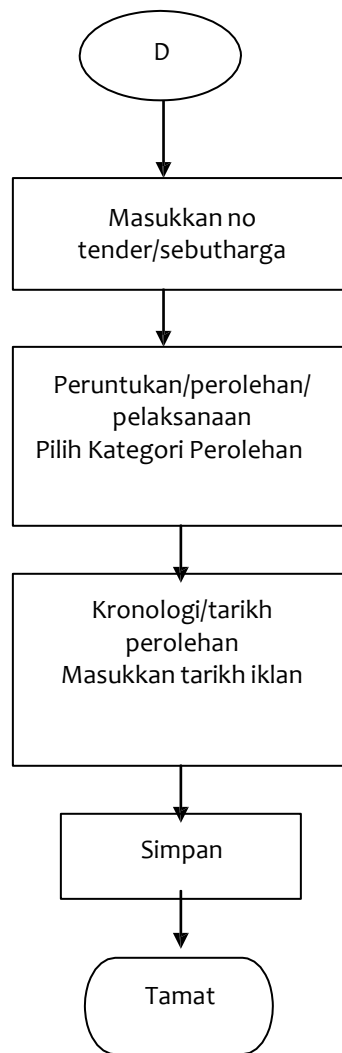 D
Masukkan no
tender/sebutharga
Peruntukan/perolehan/
pelaksanaan
Pilih Kategori Perolehan
Kronologi/tarikh
perolehan
Masukkan tarikh iklan
Simpan
Tamat